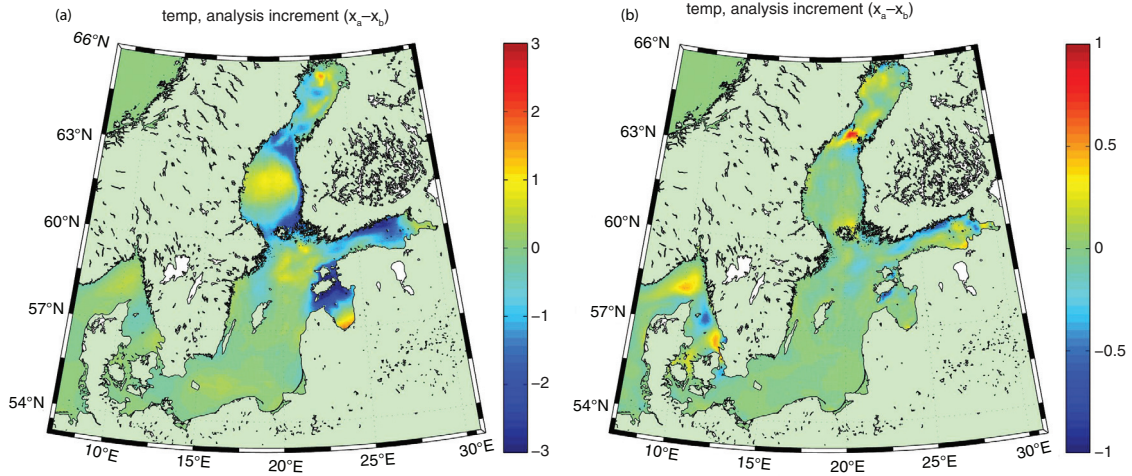 (a)
temp, analysis increment (xa–xb)
66°N
63°N
60°N
57°N
54°N
10°E
15°E
20°E
25°E
30°E
3
2
1
0
−1
−2
−3
(b)
temp, analysis increment (xa–xb)
66°N
63°N
60°N
57°N
54°N
10°E
15°E
20°E
25°E
30°E
1
0.5
0
−0.5
−1